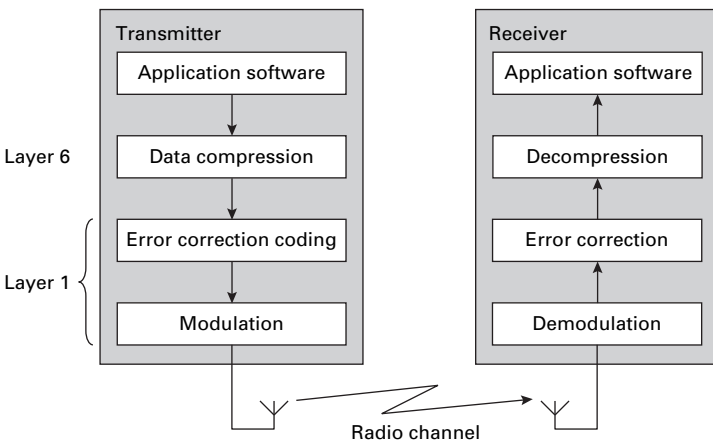 Transmitter
Application software
Layer 6
Data compression
Error correction coding
Layer 1
Modulation
Receiver
Application software
Decompression
Error correction
Demodulation
Radio channel